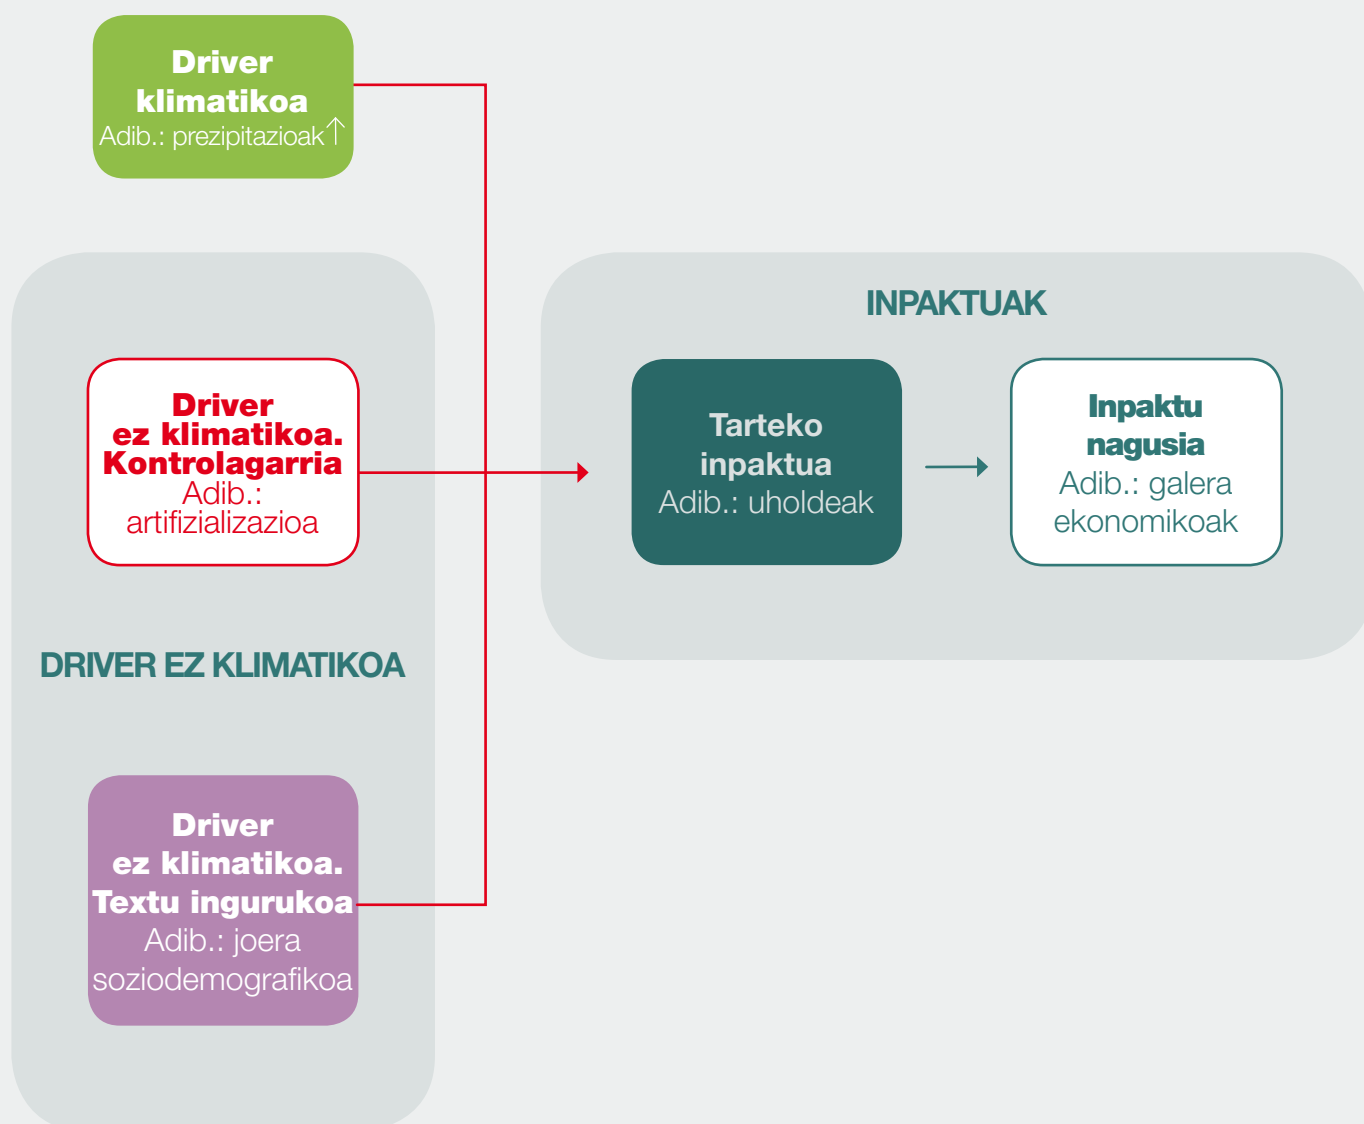 Driver
klimatikoa
Adib.: prezipitazioak↑
INPAKTUAK
Driver
ez klimatikoa.
Kontrolagarria
Adib.:
artifizializazioa
Tarteko
inpaktua
Adib.: uholdeak
Inpaktu
nagusia
Adib.: galera
ekonomikoak
DRIVER EZ KLIMATIKOA
Driver
ez klimatikoa.
Textu ingurukoa
Adib.: joera
soziodemografikoa